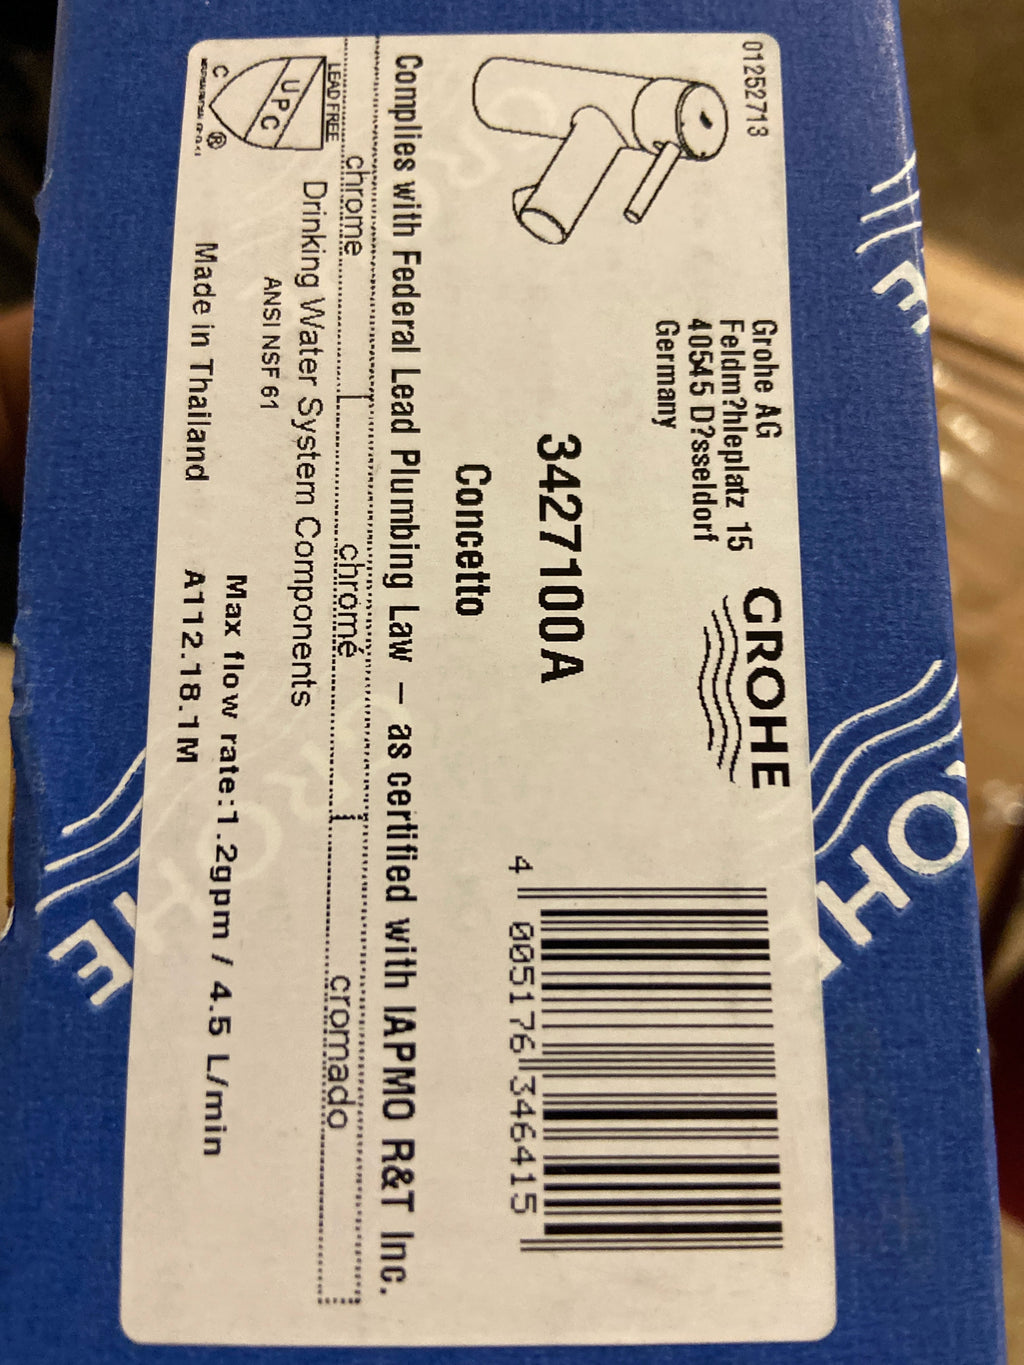 01252713
Grohe AG
Feldm?hleplatz 15
40545 D?sseldorf
Germany
GROHE
3427100A
Concetto
4 005176 346415
Complies with Federal Lead Plumbing Law – as certified with IAPMO R&T Inc.
chrome
chromé
cromado
LEAD FREE
UPC
C
®
Drinking Water System Components
ANSI NSF 61
Max flow rate:1.2gpm / 4.5 L/min
Made in Thailand
A112.18.1M